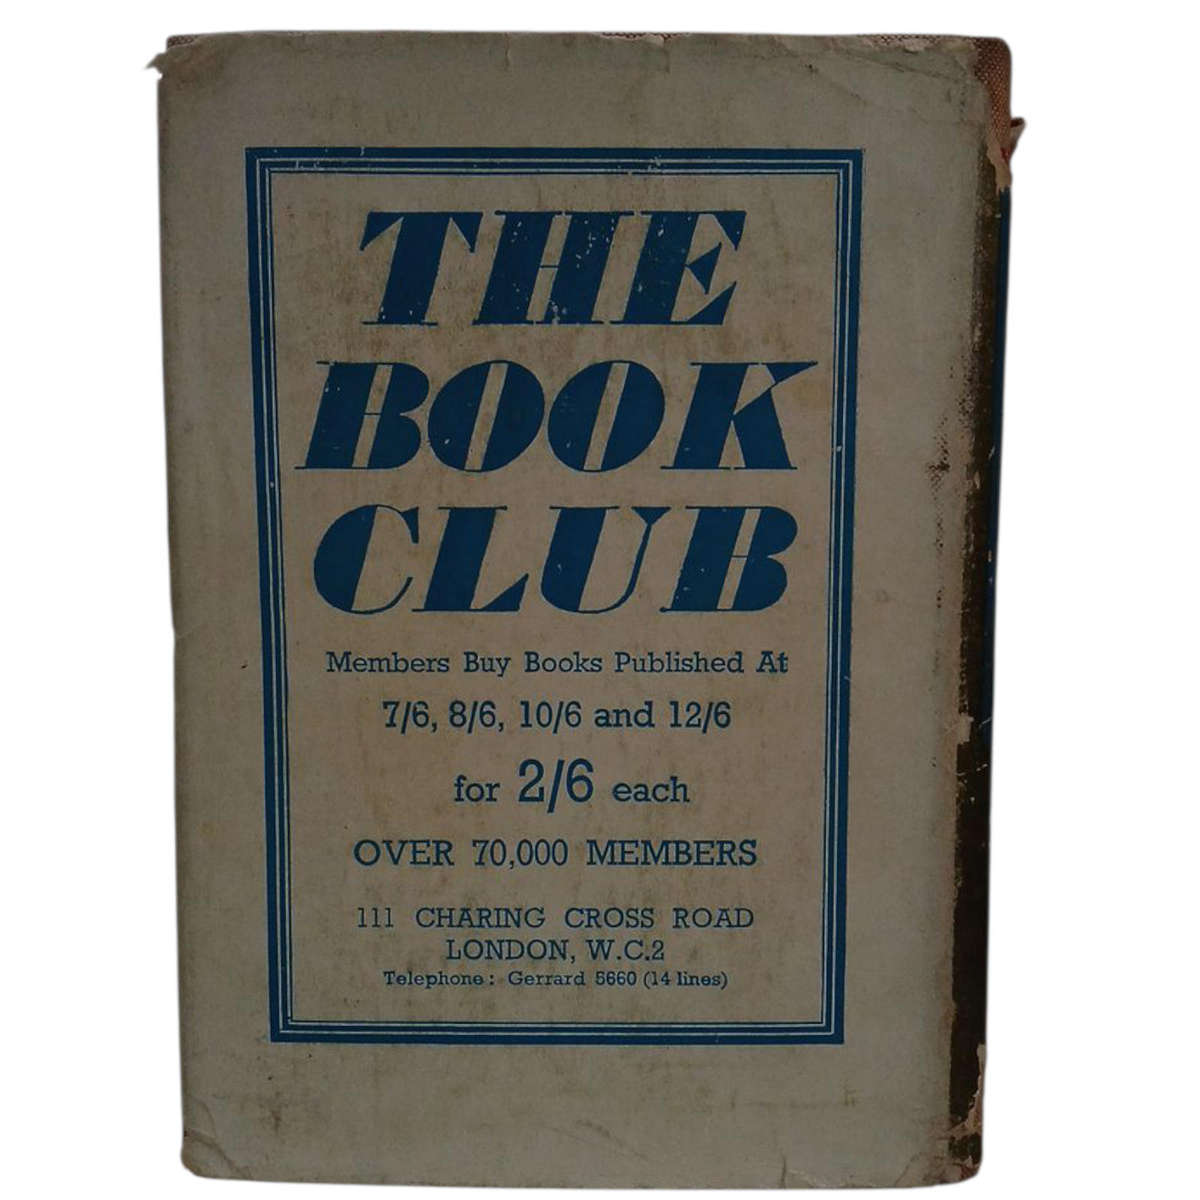 THE
BOOK
CLUB
Members Buy Books Published At
7/6, 8/6, 10/6 and 12/6
for 2/6 each
OVER 70,000 MEMBERS
111 CHARING CROSS ROAD
LONDON, W.C.2
Telephone: Gerrard 5660 (14 lines)